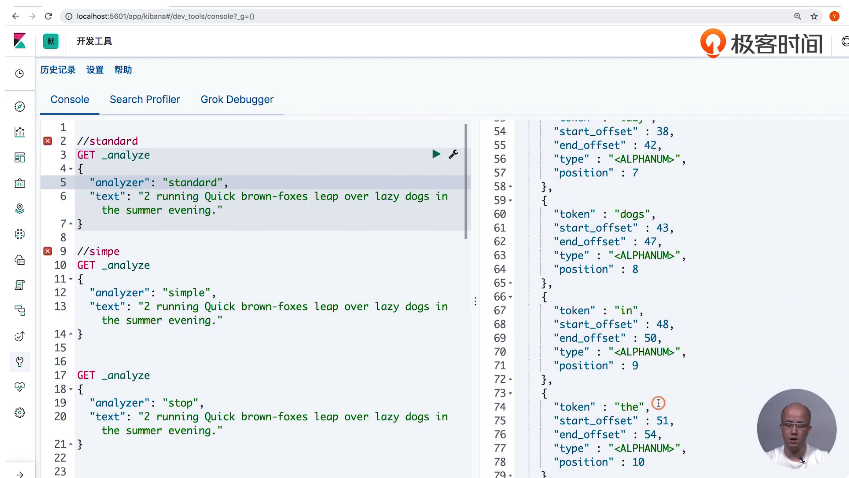 localhost:5601/app/kibana#/dev_tools/console?_g=()
默
开发工具
极客时间
历史记录 设置 帮助
Console Search Profiler Grok Debugger
1
2 //standard
3 GET _analyze
4 {
5 "analyzer": "standard",
6 "text": "2 running Quick brown-foxes leap over lazy dogs in
the summer evening."
7 }
8
9 //simpe
10 GET _analyze
11 {
12 "analyzer": "simple",
13 "text": "2 running Quick brown-foxes leap over lazy dogs in
the summer evening."
14 }
15
16
17 GET _analyze
18 {
19 "analyzer": "stop",
20 "text": "2 running Quick brown-foxes leap over lazy dogs in
the summer evening."
21 }
22
23
53 "token" : "lazy",
54 "start_offset" : 38,
55 "end_offset" : 42,
56 "type" : "<ALPHANUM>",
57 "position" : 7
58 },
59 {
60 "token" : "dogs",
61 "start_offset" : 43,
62 "end_offset" : 47,
63 "type" : "<ALPHANUM>",
64 "position" : 8
65 },
66 {
67 "token" : "in",
68 "start_offset" : 48,
69 "end_offset" : 50,
70 "type" : "<ALPHANUM>",
71 "position" : 9
72 },
73 {
74 "token" : "the",
75 "start_offset" : 51,
76 "end_offset" : 54,
77 "type" : "<ALPHANUM>",
78 "position" : 10
79 }